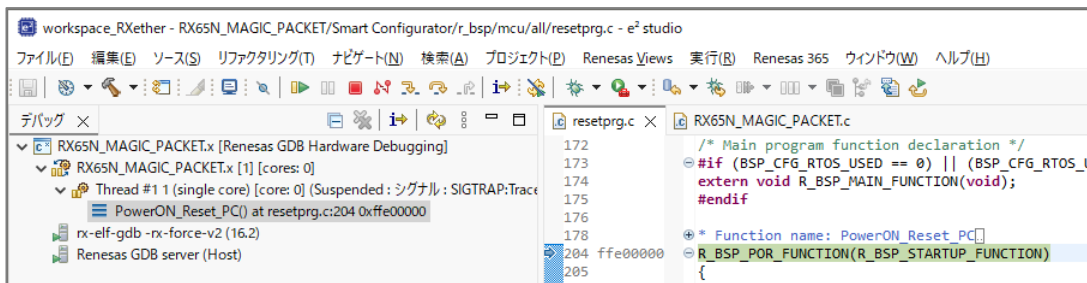 workspace_RXether - RX65N_MAGIC_PACKET/Smart Configurator/r_bsp/mcu/all/resetprg.c - e² studio
ファイル(F) 編集(E) ソース(S) リファクタリング(T) ナビゲート(N) 検索(A) プロジェクト(P) Renesas Views 実行(R) Renesas 365 ウィンドウ(W) ヘルプ(H)
デバッグ
RX65N_MAGIC_PACKET.x [Renesas GDB Hardware Debugging]
RX65N_MAGIC_PACKET.x [1] [cores: 0]
Thread #1 1 (single core) [core: 0] (Suspended : シグナル : SIGTRAP:Trace
PowerON_Reset_PC() at resetprg.c:204 0xffe00000
rx-elf-gdb -rx-force-v2 (16.2)
Renesas GDB server (Host)
resetprg.c RX65N_MAGIC_PACKET.c
172 /* Main program function declaration */
173 #if (BSP_CFG_RTOS_USED == 0) || (BSP_CFG_RTOS_U
174 extern void R_BSP_MAIN_FUNCTION(void);
175 #endif
176
178 * Function name: PowerON_Reset_PC
204 ffe00000 R_BSP_POR_FUNCTION(R_BSP_STARTUP_FUNCTION)
205 {